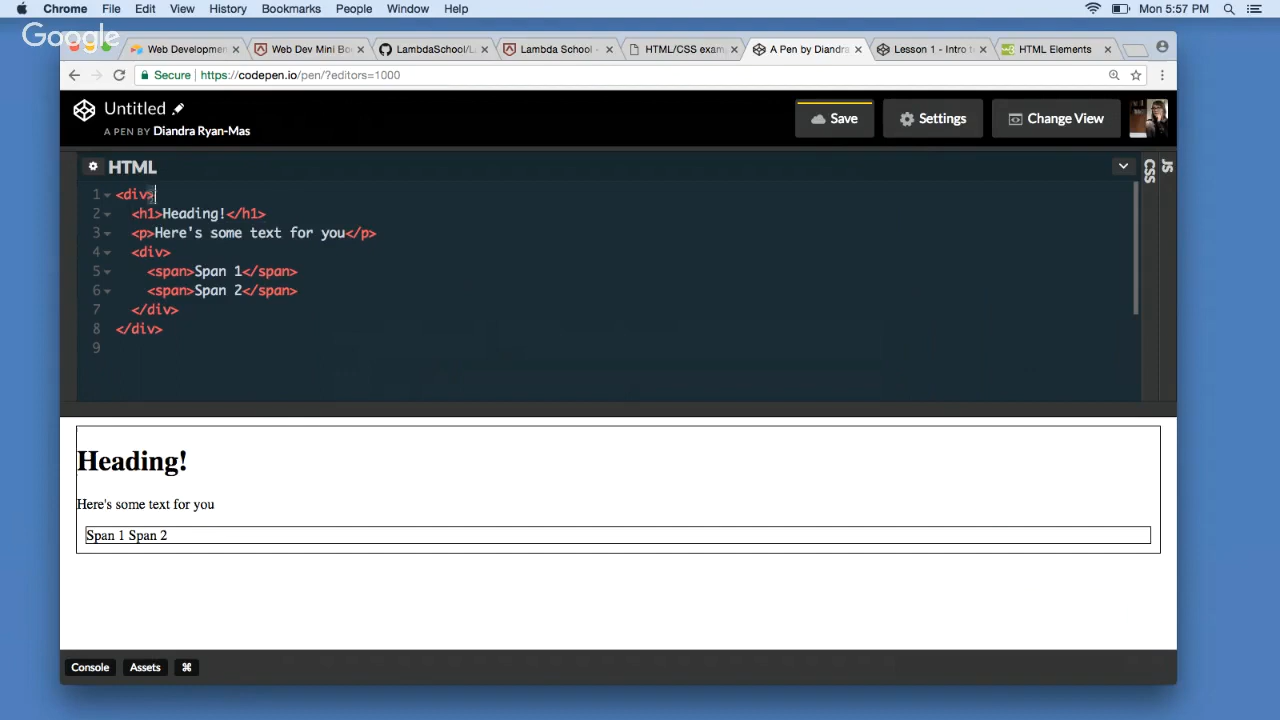 Chrome File Edit View History Bookmarks People Window Help Mon 5:57 PM
Google
Web Developmen Web Dev Mini Bo LambdaSchool/L Lambda School - HTML/CSS exam A Pen by Diandra Lesson 1 - Intro t HTML Elements
Secure https://codepen.io/pen/?editors=1000
Untitled
A PEN BY Diandra Ryan-Mas
Save Settings Change View
HTML
CSS
JS
1 <div>
2 <h1>Heading!</h1>
3 <p>Here's some text for you</p>
4 <div>
5 <span>Span 1</span>
6 <span>Span 2</span>
7 </div>
8 </div>
9
Heading!
Here's some text for you
Span 1 Span 2
Console Assets ⌘